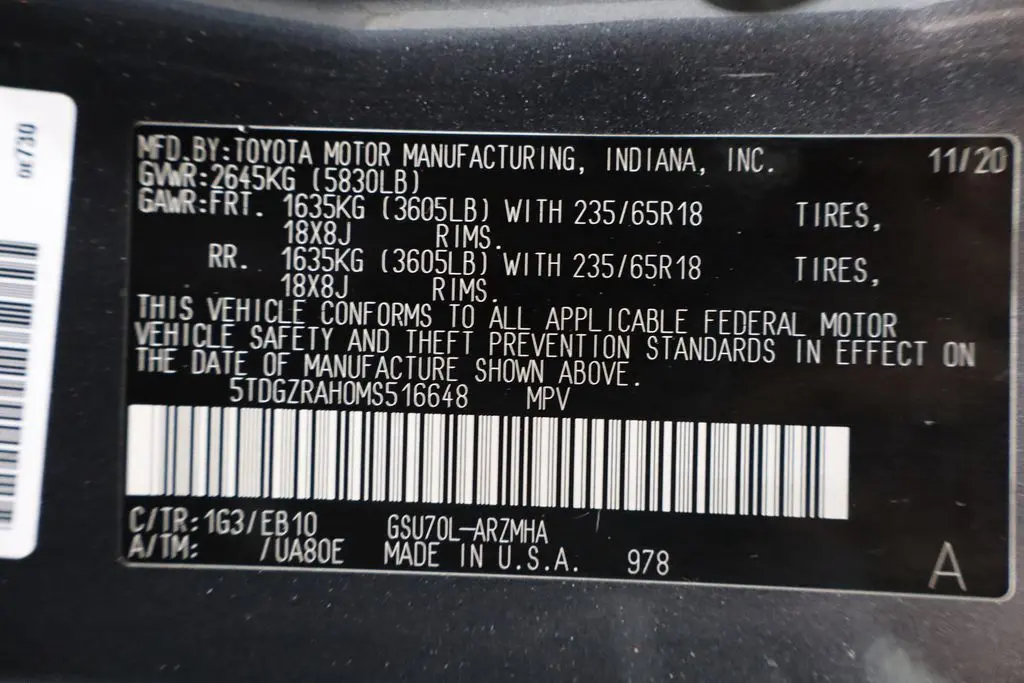 MFD.BY:TOYOTA MOTOR MANUFACTURING, INDIANA, INC. 11/20
GVWR:2645KG (5830LB)
GAWR:FRT. 1635KG (3605LB) WITH 235/65R18 TIRES,
18X8J RIMS.
RR. 1635KG (3605LB) WITH 235/65R18 TIRES,
18X8J RIMS.
THIS VEHICLE CONFORMS TO ALL APPLICABLE FEDERAL MOTOR
VEHICLE SAFETY AND THEFT PREVENTION STANDARDS IN EFFECT ON
THE DATE OF MANUFACTURE SHOWN ABOVE.
5TDGZRAH0MS516648 MPV
C/TR:1G3/EB10 GSU70L-ARZMHA
A/TM: /UA80E MADE IN U.S.A. 978
A